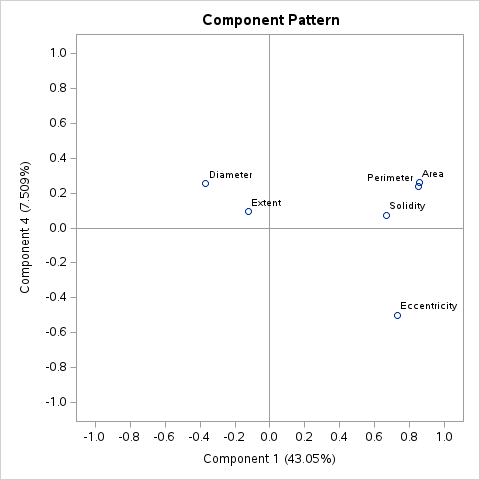 Component Pattern
Component 4 (7.509%)
1.0
0.8
0.6
0.4
0.2
0.0
-0.2
-0.4
-0.6
-0.8
-1.0
Diameter
Extent
Perimeter
Area
Solidity
Eccentricity
-1.0 -0.8 -0.6 -0.4 -0.2 0.0 0.2 0.4 0.6 0.8 1.0
Component 1 (43.05%)